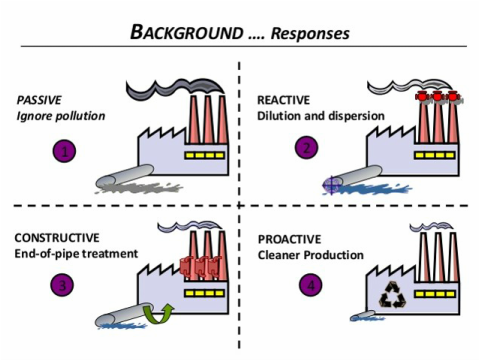 BACKGROUND .... Responses
PASSIVE
Ignore pollution
1
REACTIVE
Dilution and dispersion
2
CONSTRUCTIVE
End-of-pipe treatment
3
PROACTIVE
Cleaner Production
4